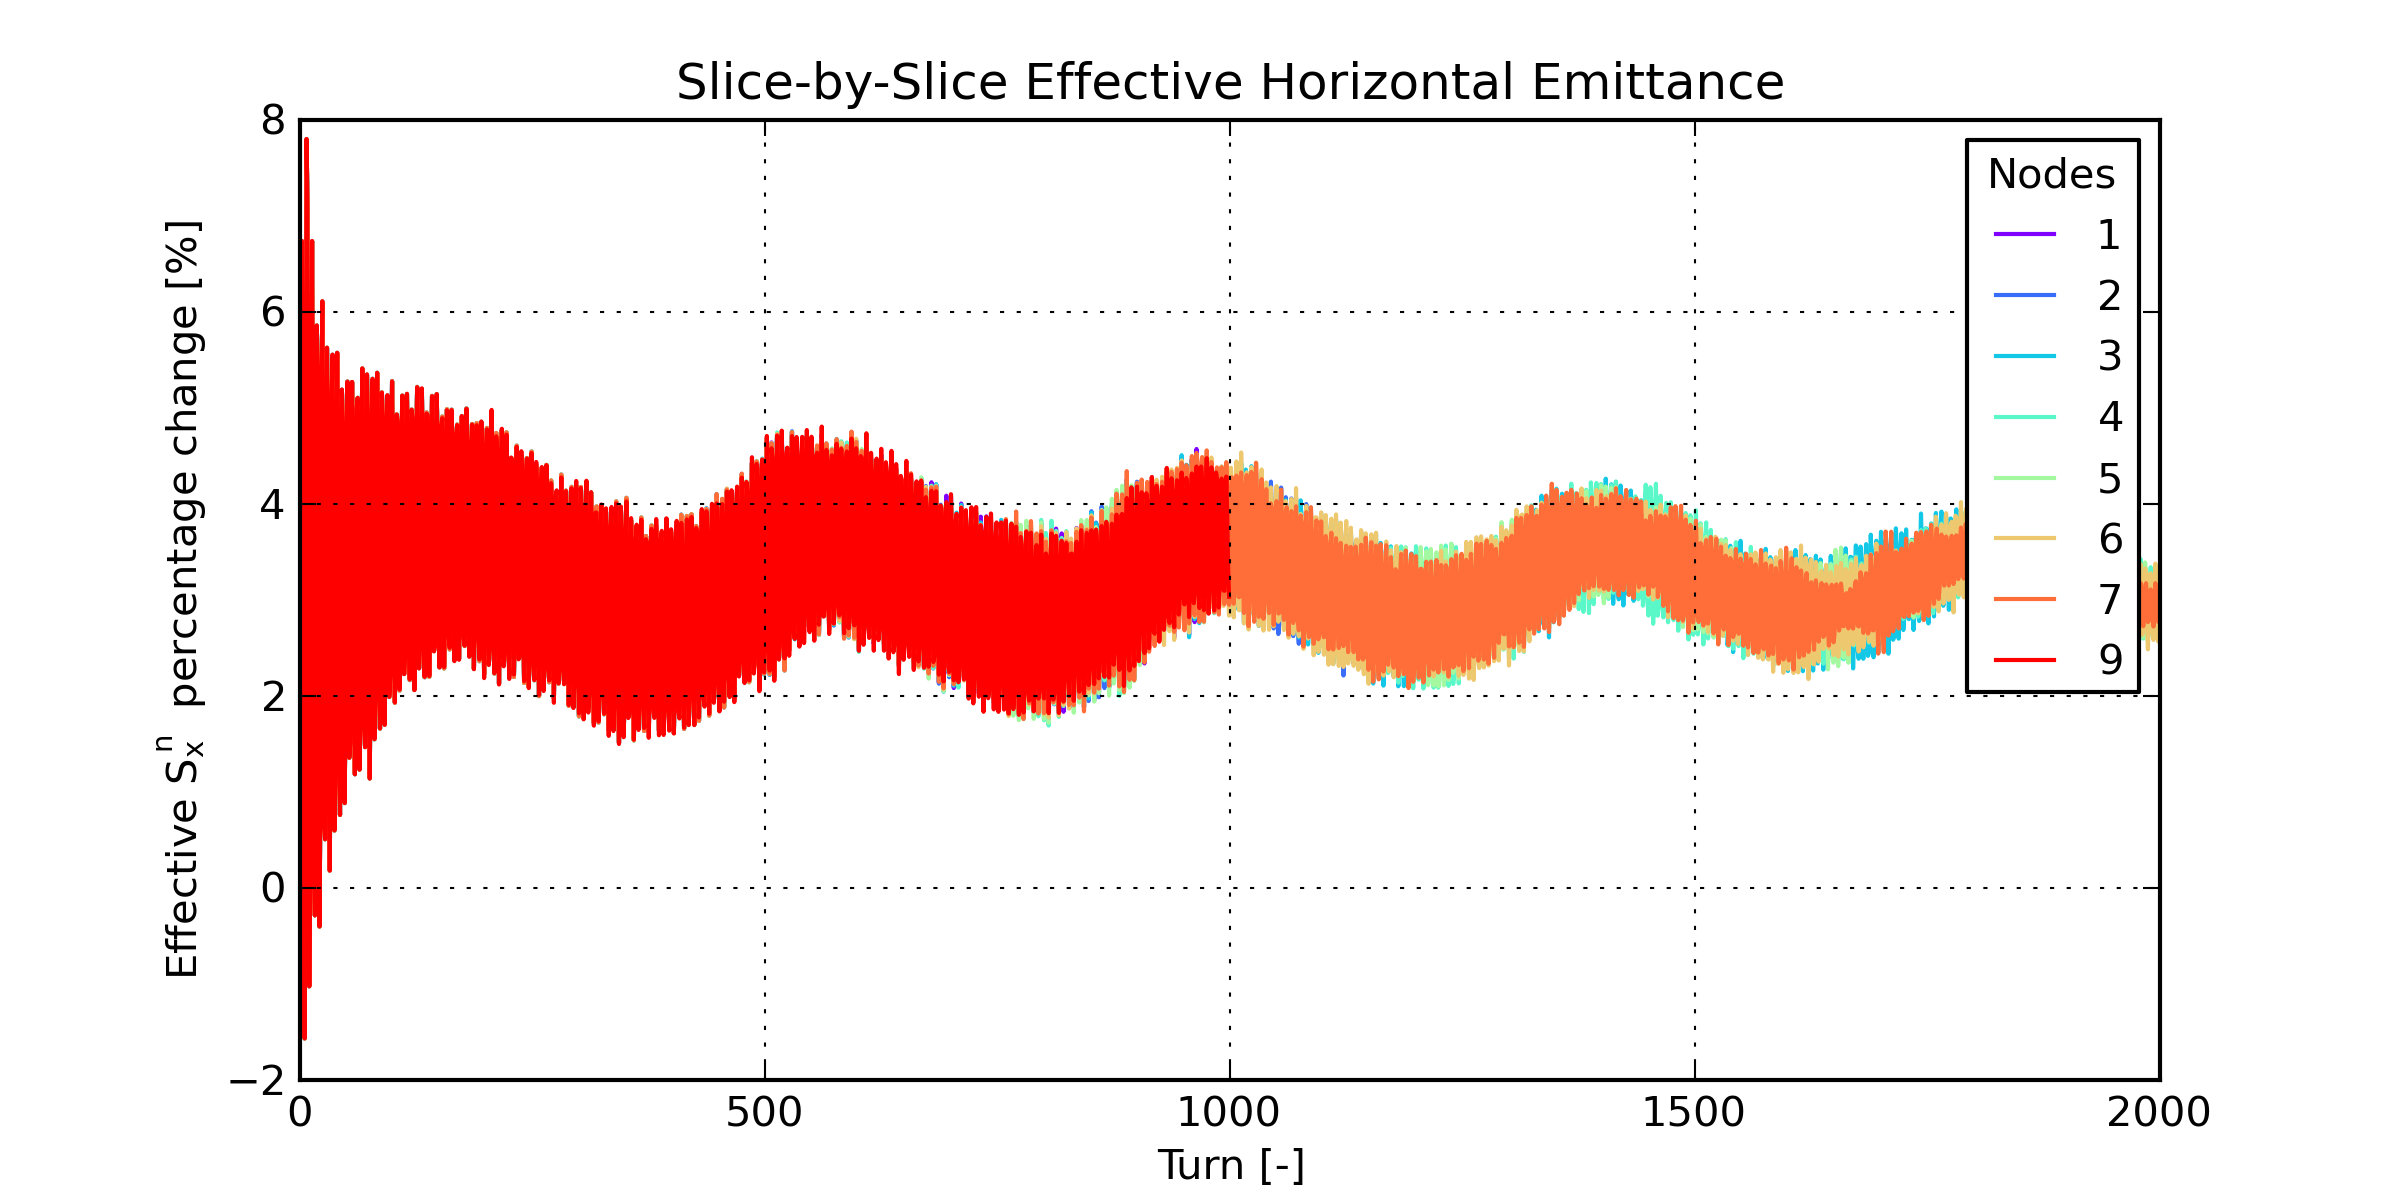 Slice-by-Slice Effective Horizontal Emittance
Effective S_x^n percentage change [%]
8
6
4
2
0
−2
0 500 1000 1500 2000
Turn [-]
Nodes
1
2
3
4
5
6
7
9